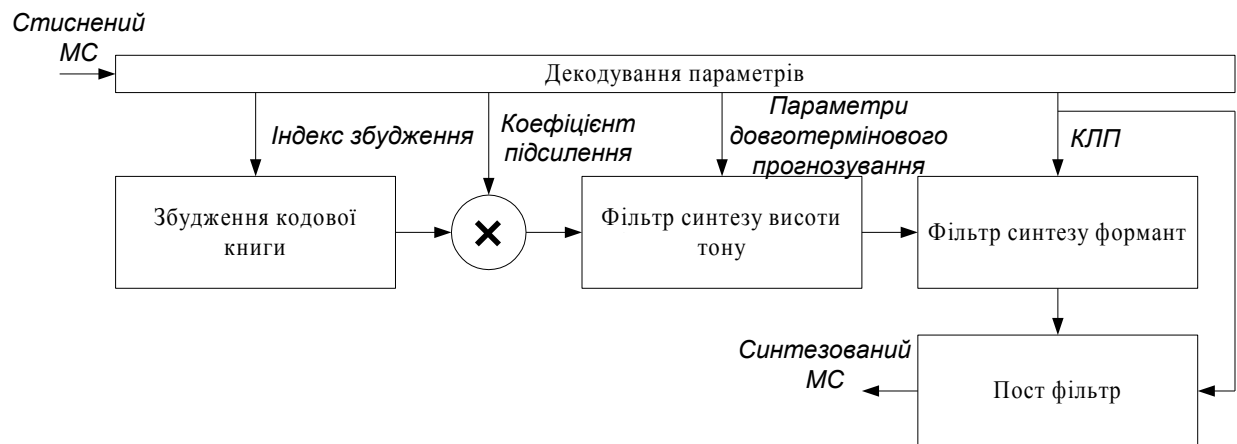 Стиснений
МС
Декодування параметрів
Індекс збудження
Коефіцієнт
підсилення
Параметри
довготермінового
прогнозування
КЛП
Збудження кодової
книги
Фільтр синтезу висоти
тону
Фільтр синтезу формант
Синтезований
МС
Пост фільтр